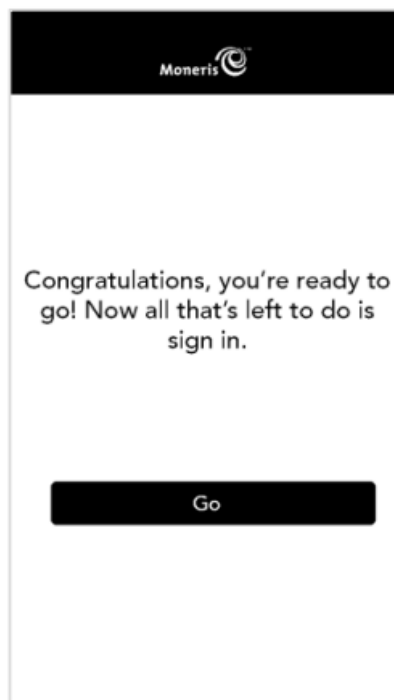 Moneris
Congratulations, you're ready to
go! Now all that's left to do is
sign in.
Go